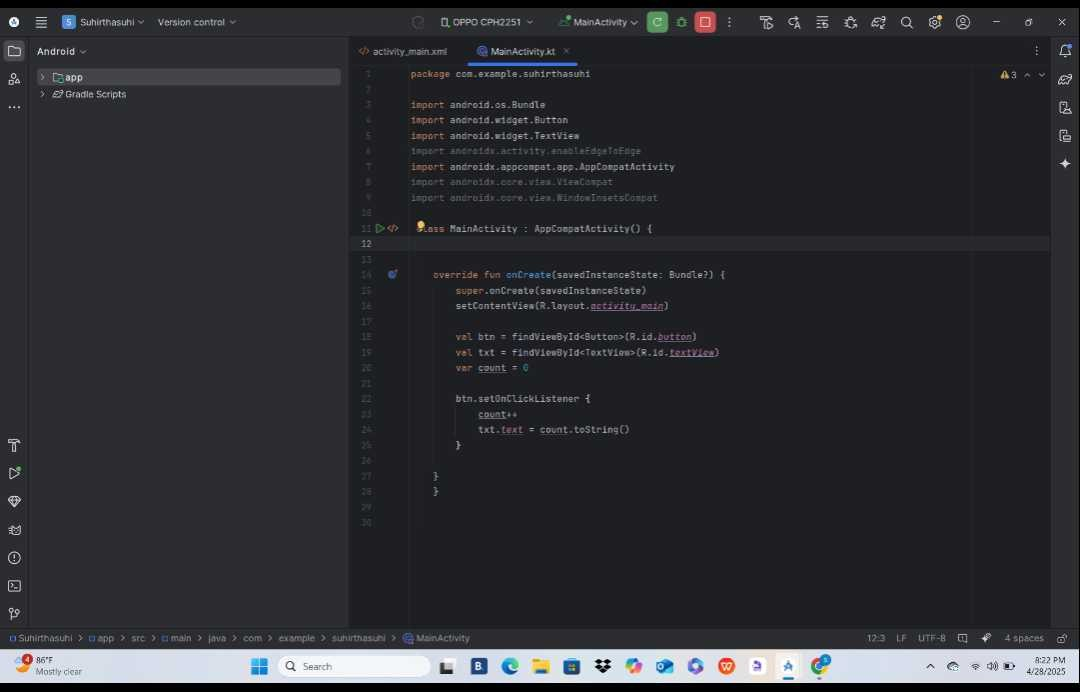 S Suhirthasuhi Version control OPPO CPH2251 MainActivity
Android activity_main.xml MainActivity.kt
app
Gradle Scripts
3
1 package com.example.suhirthasuhi
2
3 import android.os.Bundle
4 import android.widget.Button
5 import android.widget.TextView
6 import androidx.activity.enableEdgeToEdge
7 import androidx.appcompat.app.AppCompatActivity
8 import androidx.core.view.ViewCompat
9 import androidx.core.view.WindowInsetsCompat
10
11 class MainActivity : AppCompatActivity() {
12
13
14 override fun onCreate(savedInstanceState: Bundle?) {
15 super.onCreate(savedInstanceState)
16 setContentView(R.layout.activity_main)
17
18 val btn = findViewById<Button>(R.id.button)
19 val txt = findViewById<TextView>(R.id.textView)
20 var count = 0
21
22 btn.setOnClickListener {
23 count++
24 txt.text = count.toString()
25 }
26
27 }
28 }
29
30
Suhirthasuhi > app > src > main > java > com > example > suhirthasuhi > MainActivity 12:3 LF UTF-8 4 spaces
4 86°F
Mostly clear
Search
B.
W
3
8:22 PM
4/28/2025